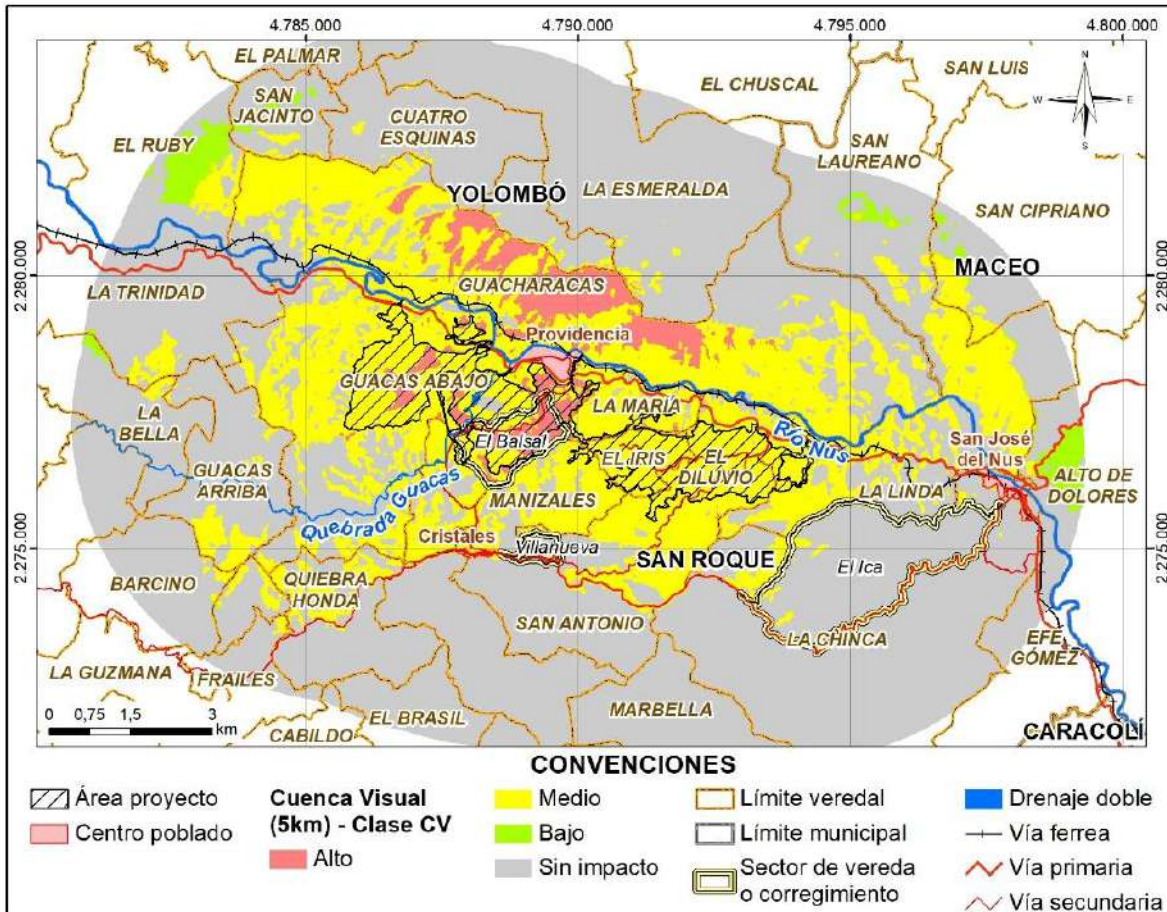 4.785.000 4.790.000 4.795.000 4.800.000
EL PALMAR
EL CHUSCAL
SAN LUIS
N
W E
S
SAN
JACINTO
CUATRO
ESQUINAS
EL RUBY
SAN
LAUREANO
YOLOMBÓ
LA ESMERALDA
SAN CIPRIANO
2.280.000 2.280.000
MACEO
LA TRINIDAD
GUACHARACAS
Providencia
GUACAS ABAJO
LA MARÍA
LA
BELLA
El Balsal
Río Nus
EL IRIS
EL
DILÚVIO
San José
del Nus
GUACAS
ARRIBA
Quebrada Guacas
MANIZALES
LA LINDA
ALTO DE
DOLORES
Cristales
2.275.000 2.275.000
Villanueva
SAN ROQUE
El Ica
BARCINO
QUIEBRA
HONDA
SAN ANTONIO
LA CHINCA
EFE
GÓMEZ
LA GUZMANA
FRAILES
MARBELLA
EL BRASIL
CABILDO
CARACOLÍ
0 0,75 1,5 3
km
CONVENCIONES
Área proyecto
Centro poblado
Cuenca Visual
(5km) - Clase CV
Alto
Medio
Bajo
Sin impacto
Límite veredal
Límite municipal
Sector de vereda
o corregimiento
Drenaje doble
Vía ferrea
Vía primaria
Vía secundaria